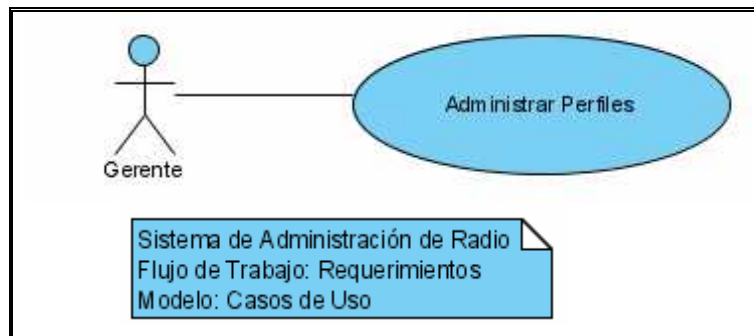 Administrar Perfiles
Gerente
Sistema de Administración de Radio
Flujo de Trabajo: Requerimientos
Modelo: Casos de Uso